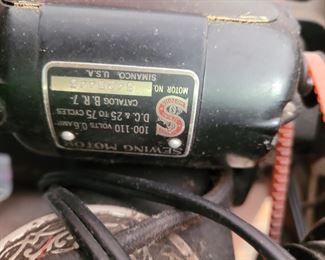 SEWING MOTOR
100-110 VOLTS 0.6 AMP.
D.C. & 25 TO 75 CYCLES
CATALOG B.R. 7-
S
MOTOR NO.
SIMANCO. U.S.A.